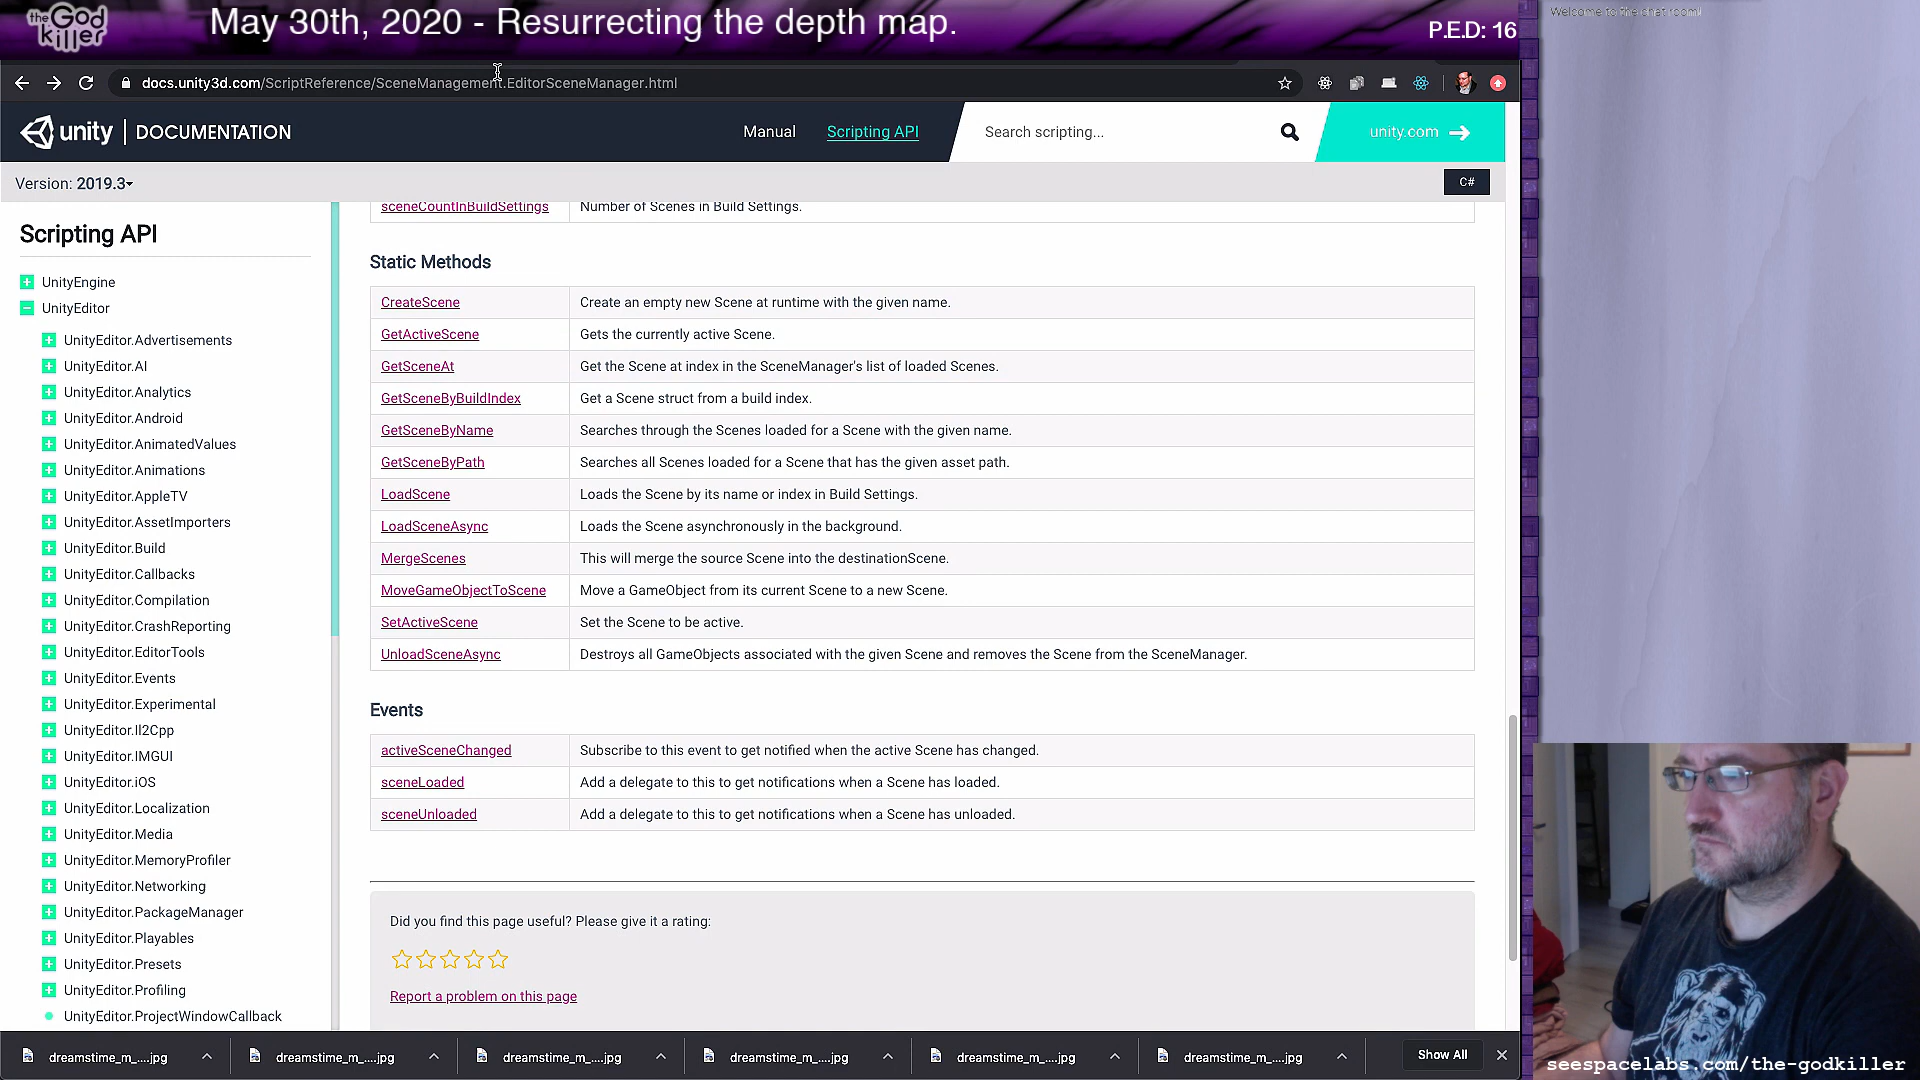 the God killer
May 30th, 2020 - Resurrecting the depth map.
P.E.D: 16
Welcome to the chat room!
docs.unity3d.com/ScriptReference/SceneManagement.EditorSceneManager.html
unity | DOCUMENTATION
Manual
Scripting API
Search scripting...
unity.com
Version: 2019.3
C#
Scripting API
UnityEngine
UnityEditor
UnityEditor.Advertisements
UnityEditor.AI
UnityEditor.Analytics
UnityEditor.Android
UnityEditor.AnimatedValues
UnityEditor.Animations
UnityEditor.AppleTV
UnityEditor.AssetImporters
UnityEditor.Build
UnityEditor.Callbacks
UnityEditor.Compilation
UnityEditor.CrashReporting
UnityEditor.EditorTools
UnityEditor.Events
UnityEditor.Experimental
UnityEditor.Il2Cpp
UnityEditor.IMGUI
UnityEditor.iOS
UnityEditor.Localization
UnityEditor.Media
UnityEditor.MemoryProfiler
UnityEditor.Networking
UnityEditor.PackageManager
UnityEditor.Playables
UnityEditor.Presets
UnityEditor.Profiling
UnityEditor.ProjectWindowCallback
sceneCountInBuildSettings Number of Scenes in Build Settings.
Static Methods
CreateScene Create an empty new Scene at runtime with the given name.
GetActiveScene Gets the currently active Scene.
GetSceneAt Get the Scene at index in the SceneManager's list of loaded Scenes.
GetSceneByBuildIndex Get a Scene struct from a build index.
GetSceneByName Searches through the Scenes loaded for a Scene with the given name.
GetSceneByPath Searches all Scenes loaded for a Scene that has the given asset path.
LoadScene Loads the Scene by its name or index in Build Settings.
LoadSceneAsync Loads the Scene asynchronously in the background.
MergeScenes This will merge the source Scene into the destinationScene.
MoveGameObjectToScene Move a GameObject from its current Scene to a new Scene.
SetActiveScene Set the Scene to be active.
UnloadSceneAsync Destroys all GameObjects associated with the given Scene and removes the Scene from the SceneManager.
Events
activeSceneChanged Subscribe to this event to get notified when the active Scene has changed.
sceneLoaded Add a delegate to this to get notifications when a Scene has loaded.
sceneUnloaded Add a delegate to this to get notifications when a Scene has unloaded.
Did you find this page useful? Please give it a rating:
Report a problem on this page
dreamstime_m_....jpg dreamstime_m_....jpg dreamstime_m_....jpg dreamstime_m_....jpg dreamstime_m_....jpg dreamstime_m_....jpg Show All
seespacelabs.com/the-godkiller